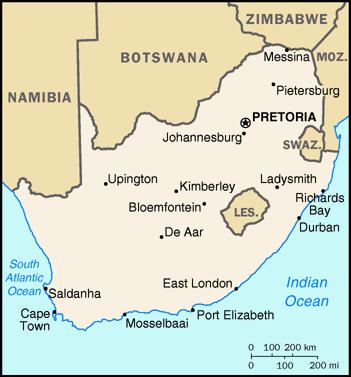 ZIMBABWE
BOTSWANA
Messina
MOZ.
NAMIBIA
Pietersburg
PRETORIA
Johannesburg
SWAZ.
Upington
Kimberley
Ladysmith
Bloemfontein
LES.
Richards
Bay
De Aar
Durban
South
Atlantic
Ocean
Saldanha
East London
Indian
Ocean
Cape
Town
Mosselbaai
Port Elizabeth
0 100 200 km
0 100 200 mi